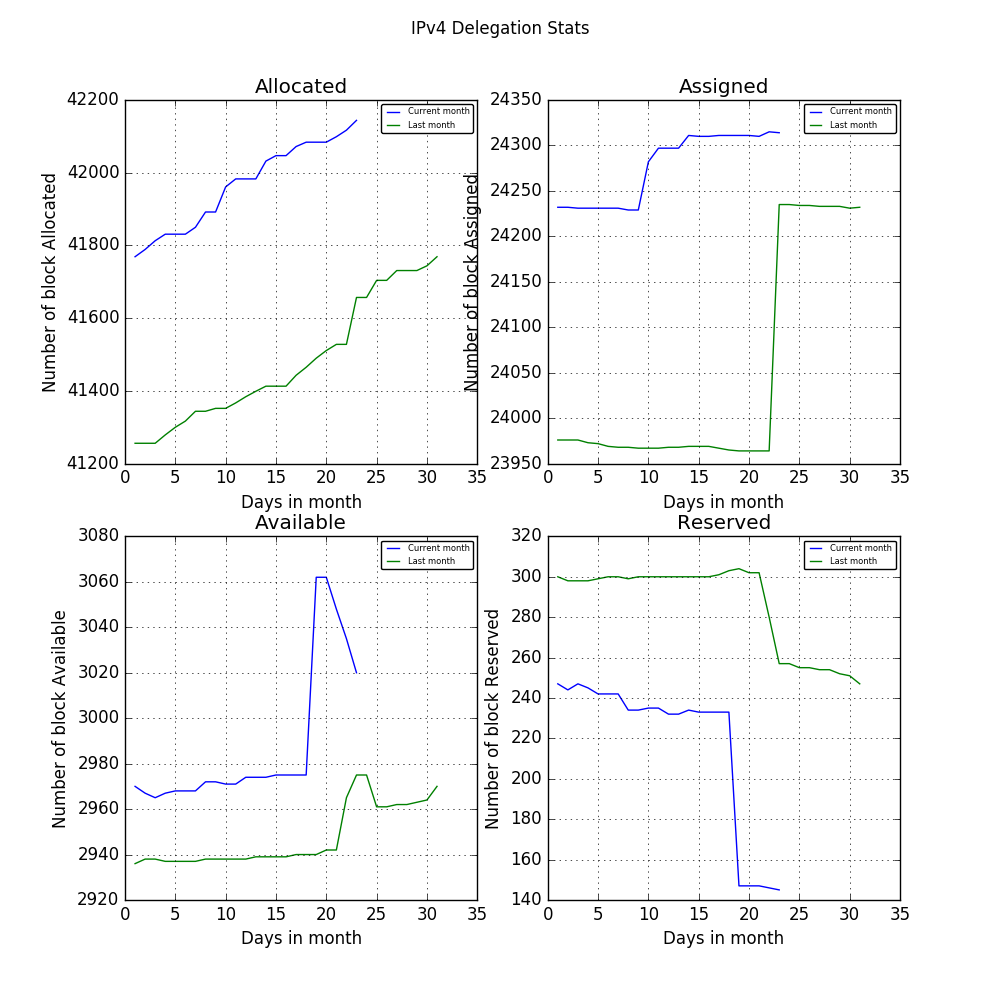 IPv4 Delegation Stats
Allocated
42200
42000
41800
41600
41400
41200
0 5 10 15 20 25 30 35
Number of block Allocated
Days in month
Current month
Last month
Assigned
24350
24300
24250
24200
24150
24100
24050
24000
23950
0 5 10 15 20 25 30 35
Number of block Assigned
Days in month
Current month
Last month
Available
3080
3060
3040
3020
3000
2980
2960
2940
2920
0 5 10 15 20 25 30 35
Number of block Available
Days in month
Current month
Last month
Reserved
320
300
280
260
240
220
200
180
160
140
0 5 10 15 20 25 30 35
Number of block Reserved
Days in month
Current month
Last month